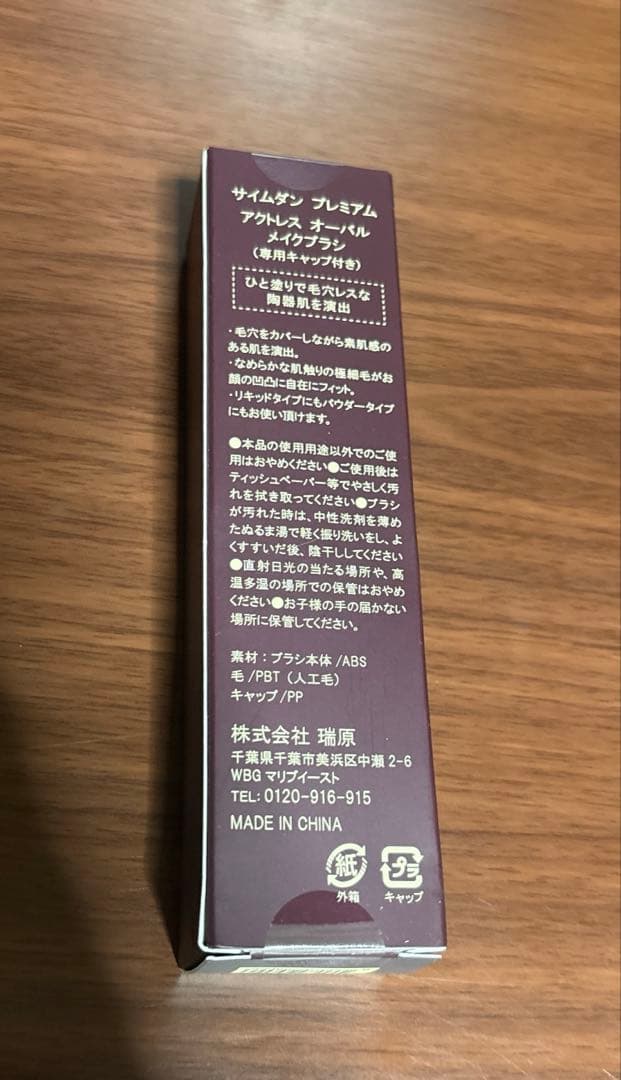 サイムダン プレミアム
アクトレス オーバル
メイクブラシ
（専用キャップ付き）
ひと塗りで毛穴レスな
陶器肌を演出
・毛穴をカバーしながら素肌感の
ある肌を演出。
・なめらかな肌触りの極細毛がお
顔の凹凸に自在にフィット。
・リキッドタイプにもパウダータイプ
にもお使い頂けます。
●本品の使用用途以外でのご使
用はおやめください●ご使用後は
ティッシュペーパー等でやさしく汚
れを拭き取ってください●ブラシ
が汚れた時は、中性洗剤を薄め
たぬるま湯で軽く振り洗いをし、よ
くすすいだ後、陰干ししてください
●直射日光の当たる場所や、高
温多湿の場所での保管はおやめ
ください●お子様の手の届かない
場所に保管してください。
素材：ブラシ本体/ABS
毛/PBT（人工毛）
キャップ/PP
株式会社 瑞原
千葉県千葉市美浜区中瀬2-6
WBG マリブイースト
TEL: 0120-916-915
MADE IN CHINA
紙 プラ
外箱 キャップ